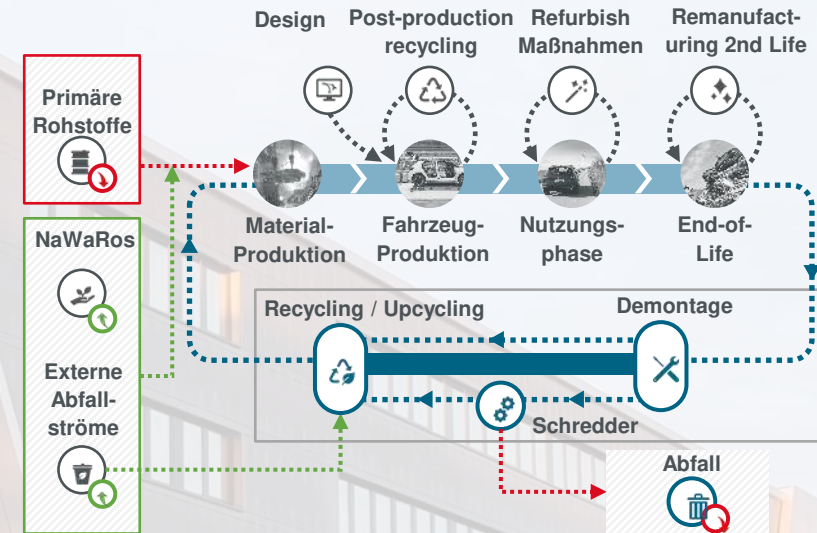 Design
Post-production
recycling
Refurbish
Maßnahmen
Remanufact-
uring 2nd Life
Primäre
Rohstoffe
Material-
Produktion
Fahrzeug-
Produktion
Nutzungs-
phase
End-of-
Life
NaWaRos
Externe
Abfall-
ströme
Recycling / Upcycling
Demontage
Schredder
Abfall